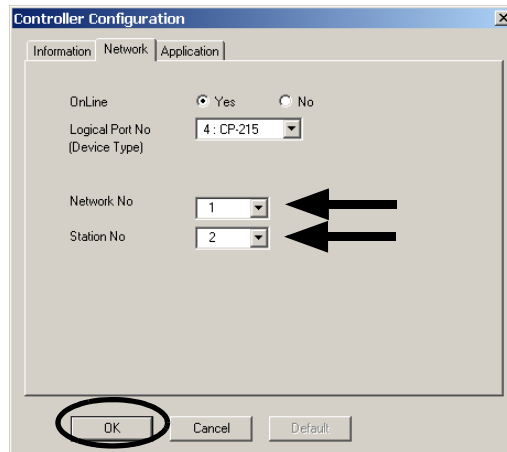 Controller Configuration
Information Network Application
OnLine Yes No
Logical Port No 4 : CP-215
(Device Type)
Network No 1
Station No 2
OK Cancel Default